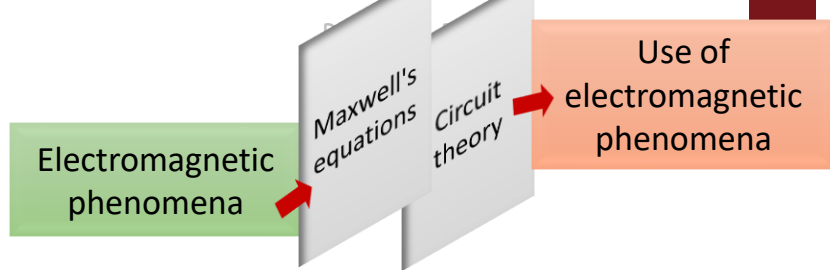 Electromagnetic
phenomena
Maxwell's
equations
Circuit
theory
Use of
electromagnetic
phenomena